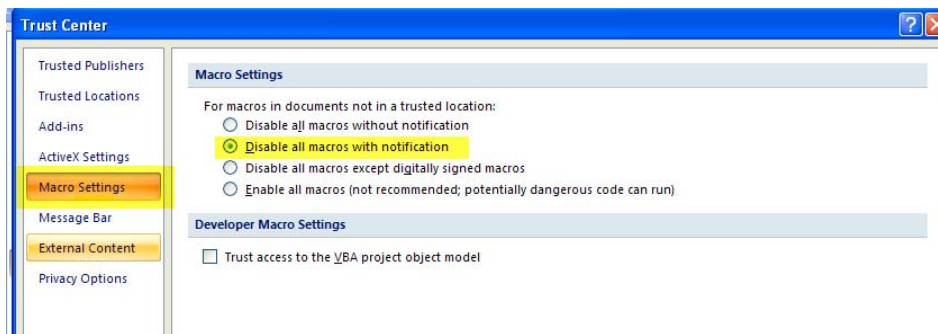 Trust Center
Trusted Publishers
Trusted Locations
Add-ins
ActiveX Settings
Macro Settings
Message Bar
External Content
Privacy Options
Macro Settings
For macros in documents not in a trusted location:
Disable all macros without notification
Disable all macros with notification
Disable all macros except digitally signed macros
Enable all macros (not recommended; potentially dangerous code can run)
Developer Macro Settings
Trust access to the VBA project object model